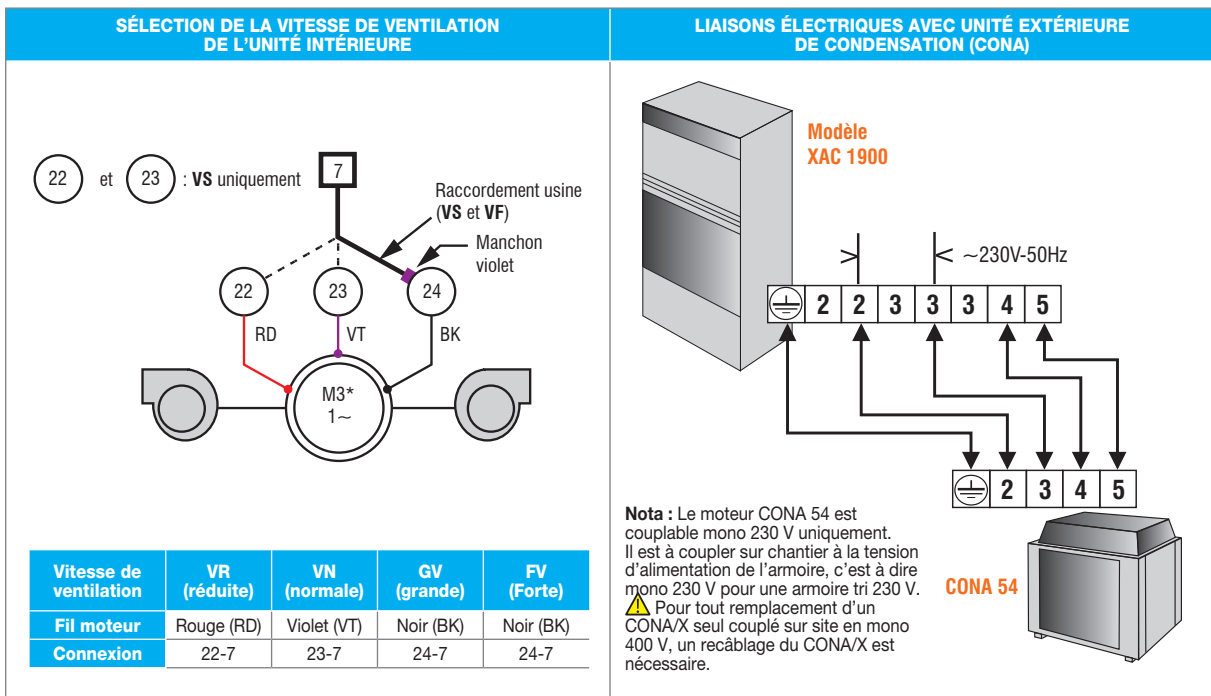 SÉLECTION DE LA VITESSE DE VENTILATION
DE L'UNITÉ INTÉRIEURE
22 et 23 : VS uniquement
7
Raccordement usine
(VS et VF)
Manchon
violet
22 23 24
RD VT BK
M3*
1~
Vitesse de ventilation VR (réduite) VN (normale) GV (grande) FV (Forte)
Fil moteur Rouge (RD) Violet (VT) Noir (BK) Noir (BK)
Connexion 22-7 23-7 24-7 24-7
LIAISONS ÉLECTRIQUES AVEC UNITÉ EXTÉRIEURE
DE CONDENSATION (CONA)
Modèle
XAC 1900
~230V-50Hz
2 2 3 3 3 4 5
2 3 4 5
Nota : Le moteur CONA 54 est
couplable mono 230 V uniquement.
Il est à coupler sur chantier à la tension
d'alimentation de l'armoire, c'est à dire
mono 230 V pour une armoire tri 230 V.
Pour tout remplacement d'un
CONA/X seul couplé sur site en mono
400 V, un recâblage du CONA/X est
nécessaire.
CONA 54